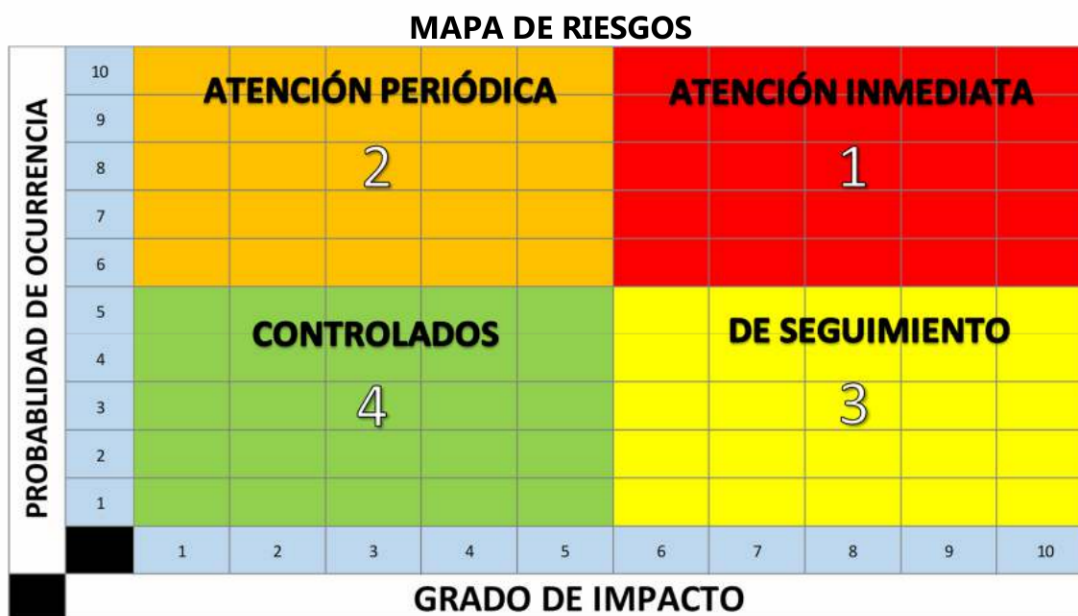 MAPA DE RIESGOS
PROBABLIDAD DE OCURRENCIA
10
ATENCIÓN PERIÓDICA
ATENCIÓN INMEDIATA
9
8
2
1
7
6
5
CONTROLADOS
DE SEGUIMIENTO
4
3
4
3
2
1
1 2 3 4 5 6 7 8 9 10
GRADO DE IMPACTO